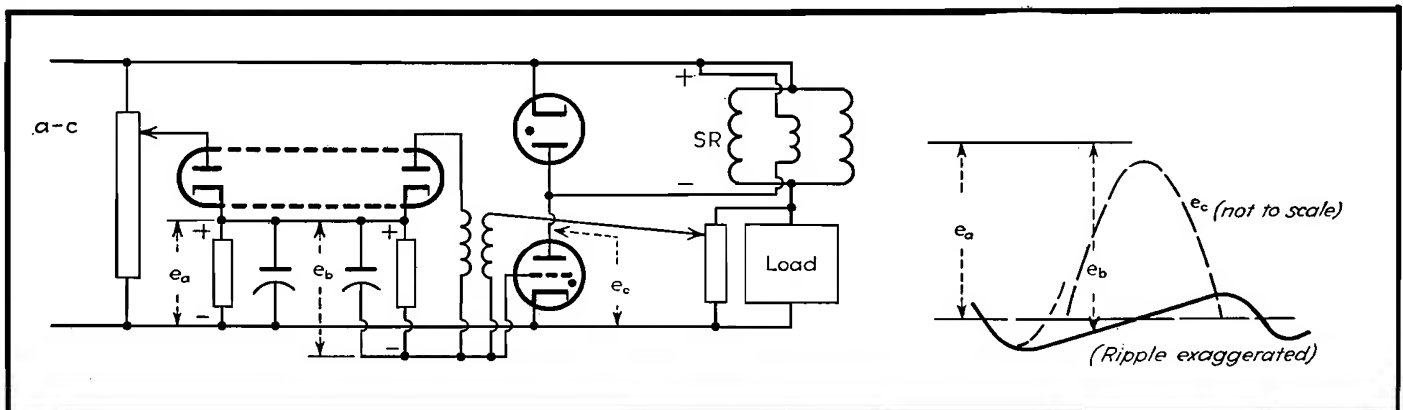 a-c
+
SR
-
+
+
ea
eb
ec
-
-
Load
ea
eb
ec (not to scale)
(Ripple exaggerated)